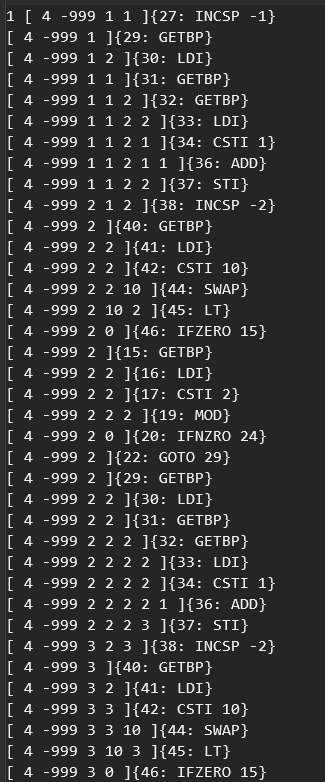 1 [ 4 -999 1 1 ]{27: INCSP -1}
[ 4 -999 1 ]{29: GETBP}
[ 4 -999 1 2 ]{30: LDI}
[ 4 -999 1 1 ]{31: GETBP}
[ 4 -999 1 1 2 ]{32: GETBP}
[ 4 -999 1 1 2 2 ]{33: LDI}
[ 4 -999 1 1 2 1 ]{34: CSTI 1}
[ 4 -999 1 1 2 1 1 ]{36: ADD}
[ 4 -999 1 1 2 2 ]{37: STI}
[ 4 -999 2 1 2 ]{38: INCSP -2}
[ 4 -999 2 ]{40: GETBP}
[ 4 -999 2 2 ]{41: LDI}
[ 4 -999 2 2 ]{42: CSTI 10}
[ 4 -999 2 2 10 ]{44: SWAP}
[ 4 -999 2 10 2 ]{45: LT}
[ 4 -999 2 0 ]{46: IFZERO 15}
[ 4 -999 2 ]{15: GETBP}
[ 4 -999 2 2 ]{16: LDI}
[ 4 -999 2 2 ]{17: CSTI 2}
[ 4 -999 2 2 2 ]{19: MOD}
[ 4 -999 2 0 ]{20: IFNZRO 24}
[ 4 -999 2 ]{22: GOTO 29}
[ 4 -999 2 ]{29: GETBP}
[ 4 -999 2 2 ]{30: LDI}
[ 4 -999 2 2 ]{31: GETBP}
[ 4 -999 2 2 2 ]{32: GETBP}
[ 4 -999 2 2 2 2 ]{33: LDI}
[ 4 -999 2 2 2 2 ]{34: CSTI 1}
[ 4 -999 2 2 2 2 1 ]{36: ADD}
[ 4 -999 2 2 2 3 ]{37: STI}
[ 4 -999 3 2 3 ]{38: INCSP -2}
[ 4 -999 3 ]{40: GETBP}
[ 4 -999 3 2 ]{41: LDI}
[ 4 -999 3 3 ]{42: CSTI 10}
[ 4 -999 3 3 10 ]{44: SWAP}
[ 4 -999 3 10 3 ]{45: LT}
[ 4 -999 3 0 ]{46: IFZERO 15}